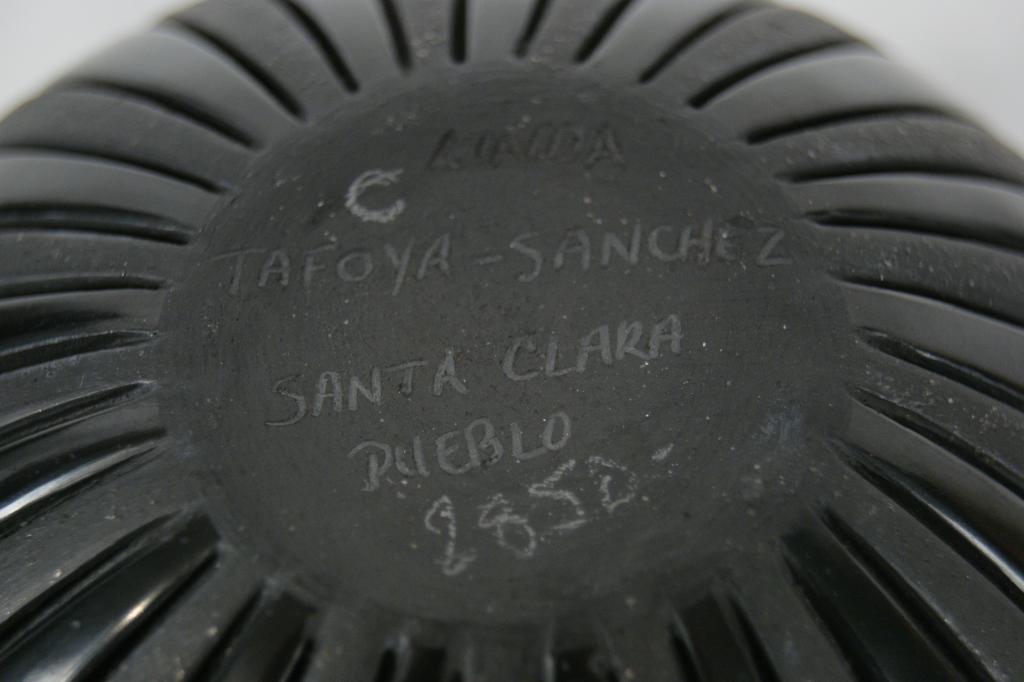 LINDA
C
TAFOYA-SANCHEZ
SANTA CLARA
PUEBLO